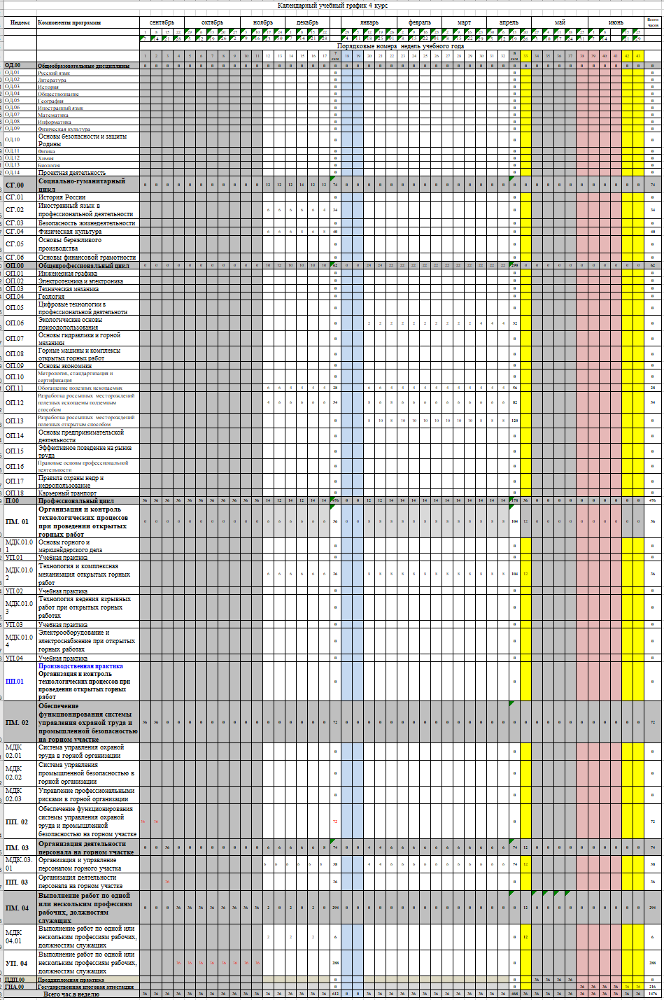 Календарный учебный график 4 курс
Индекс Компоненты программы сентябрь октябрь ноябрь декабрь январь февраль март апрель май июнь Всего часов
Порядковые номера недель учебного года
1 2 3 4 5 6 7 8 9 10 11 12 13 14 15 16 17 7 сем 18 19 20 21 22 23 24 25 26 27 28 29 30 31 32 8 сем 33 34 35 36 37 38 39 40 41 42 43
ОД.00 Общеобразовательные дисциплины
ОД.01 Русский язык 0 0 0
ОД.02 Литература 0 0 0
ОД.03 История 0 0 0
ОД.04 Обществознание 0 0 0
ОД.05 География 0 0 0
ОД.06 Иностранный язык 0 0 0
ОД.07 Математика 0 0 0
ОД.08 Информатика 0 0 0
ОД.09 Физическая культура 0 0 0
ОД.10 Основы безопасности и защиты Родины 0 0 0
ОД.11 Физика 0 0 0
ОД.12 Химия 0 0 0
ОД.13 Биология 0 0 0
ОД.14 Проектная деятельность 0 0 0
СГ.00 Социально-гуманитарный цикл 0 0 0 0 0 0 0 0 0 0 0 12 12 12 14 12 12 74 0 0 0 0 0 0 0 0 0 0 0 0 0 0 0 0 0 0 0 0 0 0 0 0 0 0 0 74
СГ.01 История России 0 0 0
СГ.02 Иностранный язык в профессиональной деятельности 6 6 6 6 6 4 34 0 34
СГ.03 Безопасность жизнедеятельности 0 0 0
СГ.04 Физическая культура 6 6 6 8 6 8 40 0 40
СГ.05 Основы бережливого производства 0 0 0
СГ.06 Основы финансовой грамотности 0 0 0
ОП.00 Общепрофессиональный цикл 0 0 0 0 0 0 0 0 0 0 0 10 12 10 10 10 10 62 0 0 24 24 22 22 22 22 22 22 22 22 22 22 22 290 0 0 0 0 0 0 0 0 0 0 0 62
ОП.01 Инженерная графика 0 0 0
ОП.02 Электротехника и электроника 0 0 0
ОП.03 Техническая механика 0 0 0
ОП.04 Геология 0 0 0
ОП.05 Цифровые технологии в профессиональной деятельноти 0 0 0
ОП.06 Экологические основы природопользования 0 2 2 2 2 2 2 2 2 2 2 4 4 4 32 0
ОП.07 Основы гидравлики и горной механики 0 0 0
ОП.08 Горные машины и комплексы открытых горных работ 0 0 0
ОП.09 Основы экономики 0 0 0
ОП.10 Метрология, стандартизация и сертификация 0 0 0
ОП.11 Обогащение полезных ископаемых 6 6 4 4 4 4 28 6 6 4 4 4 4 4 4 4 4 4 4 4 56 28
ОП.12 Разработка россыпных месторождений полезных ископаемы подземным способом 4 6 6 6 6 6 34 8 6 8 6 6 6 6 6 6 6 6 6 6 82 34
ОП.13 Разработка россыпных месторождений полезных открытым способом 0 8 10 8 10 10 10 10 10 10 10 8 8 8 120 0
ОП.14 Основы предпринимательской деятельности 0 0 0
ОП.15 Эффективное поведение на рынке труда 0 0 0
ОП.16 Правовые основы профессиональной деятельности 0 0 0
ОП.17 Правила охраны недр и недропользование 0 0 0
ОП.18 Карьерный транпорт 0 0 0
П.00 Профессиональный цикл 36 36 36 36 36 36 36 36 36 36 36 14 12 14 12 14 14 476 0 0 12 12 14 14 14 14 14 14 14 14 14 14 14 178 36 0 0 0 0 0 0 0 0 0 0 476
ПМ. 01 Организация и контроль технологических процессов при проведении открытых горных работ 0 0 0 0 0 0 0 0 0 0 0 6 6 6 6 6 6 36 0 0 8 8 8 8 8 8 8 8 8 8 8 8 8 104 12 0 0 0 0 0 0 0 0 0 0 36
МДК.01.01 Основы горного и маркшейдерского дела 0 0 0
УП.01 Учебная практика 0 0 0
МДК.01.02 Технология и комплексная механизация открытых горных работ 6 6 6 6 6 6 36 8 8 8 8 8 8 8 8 8 8 8 8 8 104 12 36
УП.02 Учебная практика 0 0 0
МДК.01.03 Технология ведения взрывных работ при открытых горных работах 0 0 0
УП.03 Учебная практика 0 0 0
МДК.01.04 Электрооборудование и электроснабжение при открытых горных работах 0 0 0
УП.04 Учебная практика 0 0 0
ПП.01 Производственная практика Организация и контроль технологических процессов при проведении открытых горных работ 0 0 0
ПМ. 02 Обеспечение функционирования системы управления охраной труда и промышленной безопасностью на горном участке 36 36 0 0 0 0 0 0 0 0 0 0 0 0 0 0 0 72 0 0 0 0 0 0 0 0 0 0 0 0 0 0 0 0 0 0 0 0 0 0 0 0 0 0 0 72
МДК 02.01 Система управления охраной труда в горной организации 0 0 0
МДК 02.02 Система управления промышленной безопасностью в горной организации 0 0 0
МДК 02.03 Управление профессиональными рисками в горной организации 0 0 0
ПП. 02 Обеспечение функционирования системы управления охраной труда и промышленной безопасностью на горном участке 36 36 72 0 72
ПМ. 03 Организация деятельности персонала на горном участке 0 0 36 0 0 0 0 0 0 0 0 6 6 6 6 6 8 74 0 0 4 4 6 6 6 6 6 6 6 6 6 6 6 74 12 0 0 0 0 0 0 0 0 0 0 74
МДК.03.01 Организация и управление персоналом горного участка 6 6 6 6 6 8 38 4 4 6 6 6 6 6 6 6 6 6 6 6 74 12 38
ПП. 03 Организация деятельности персонала на горном участке 36 36 0 36
ПМ. 04 Выполнение работ по одной или нескольким профессиям рабочих, должностям служащих 0 0 0 36 36 36 36 36 36 36 36 2 0 2 0 2 0 294 0 0 0 0 0 0 0 0 0 0 0 0 0 0 0 0 12 0 0 0 0 0 0 0 0 0 0 294
МДК 04.01 Выполнение работ по одной или нескольким профессиям рабочих, должностям служащих 2 2 2 6 0 12 6
УП. 04 Выполнение работ по одной или нескольким профессиям рабочих, должностям служащих 36 36 36 36 36 36 36 36 288 0 288
ПДП.00 Преддипломная практика 0 0 36 36 36 36 0
ГИА.00 Государственная итоговая аттестация 0 0 36 36 36 36 36 36 216
Всего час.в неделю 36 36 36 36 36 36 36 36 36 36 36 36 36 36 36 36 36 612 0 0 36 36 36 36 36 36 36 36 36 36 36 36 36 468 36 36 36 36 36 36 36 36 36 36 36 1476